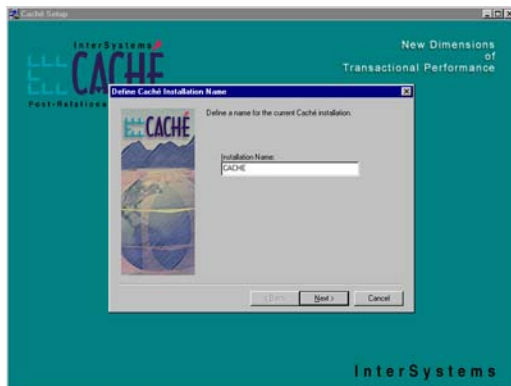 Caché Setup
InterSystems
CACHÉ
Post-Relationa
New Dimensions
of
Transactional Performance
Define Caché Installation Name
CACHÉ
Define a name for the current Caché installation.
Installation Name:
CACHE
< Back
Next >
Cancel
InterSystems